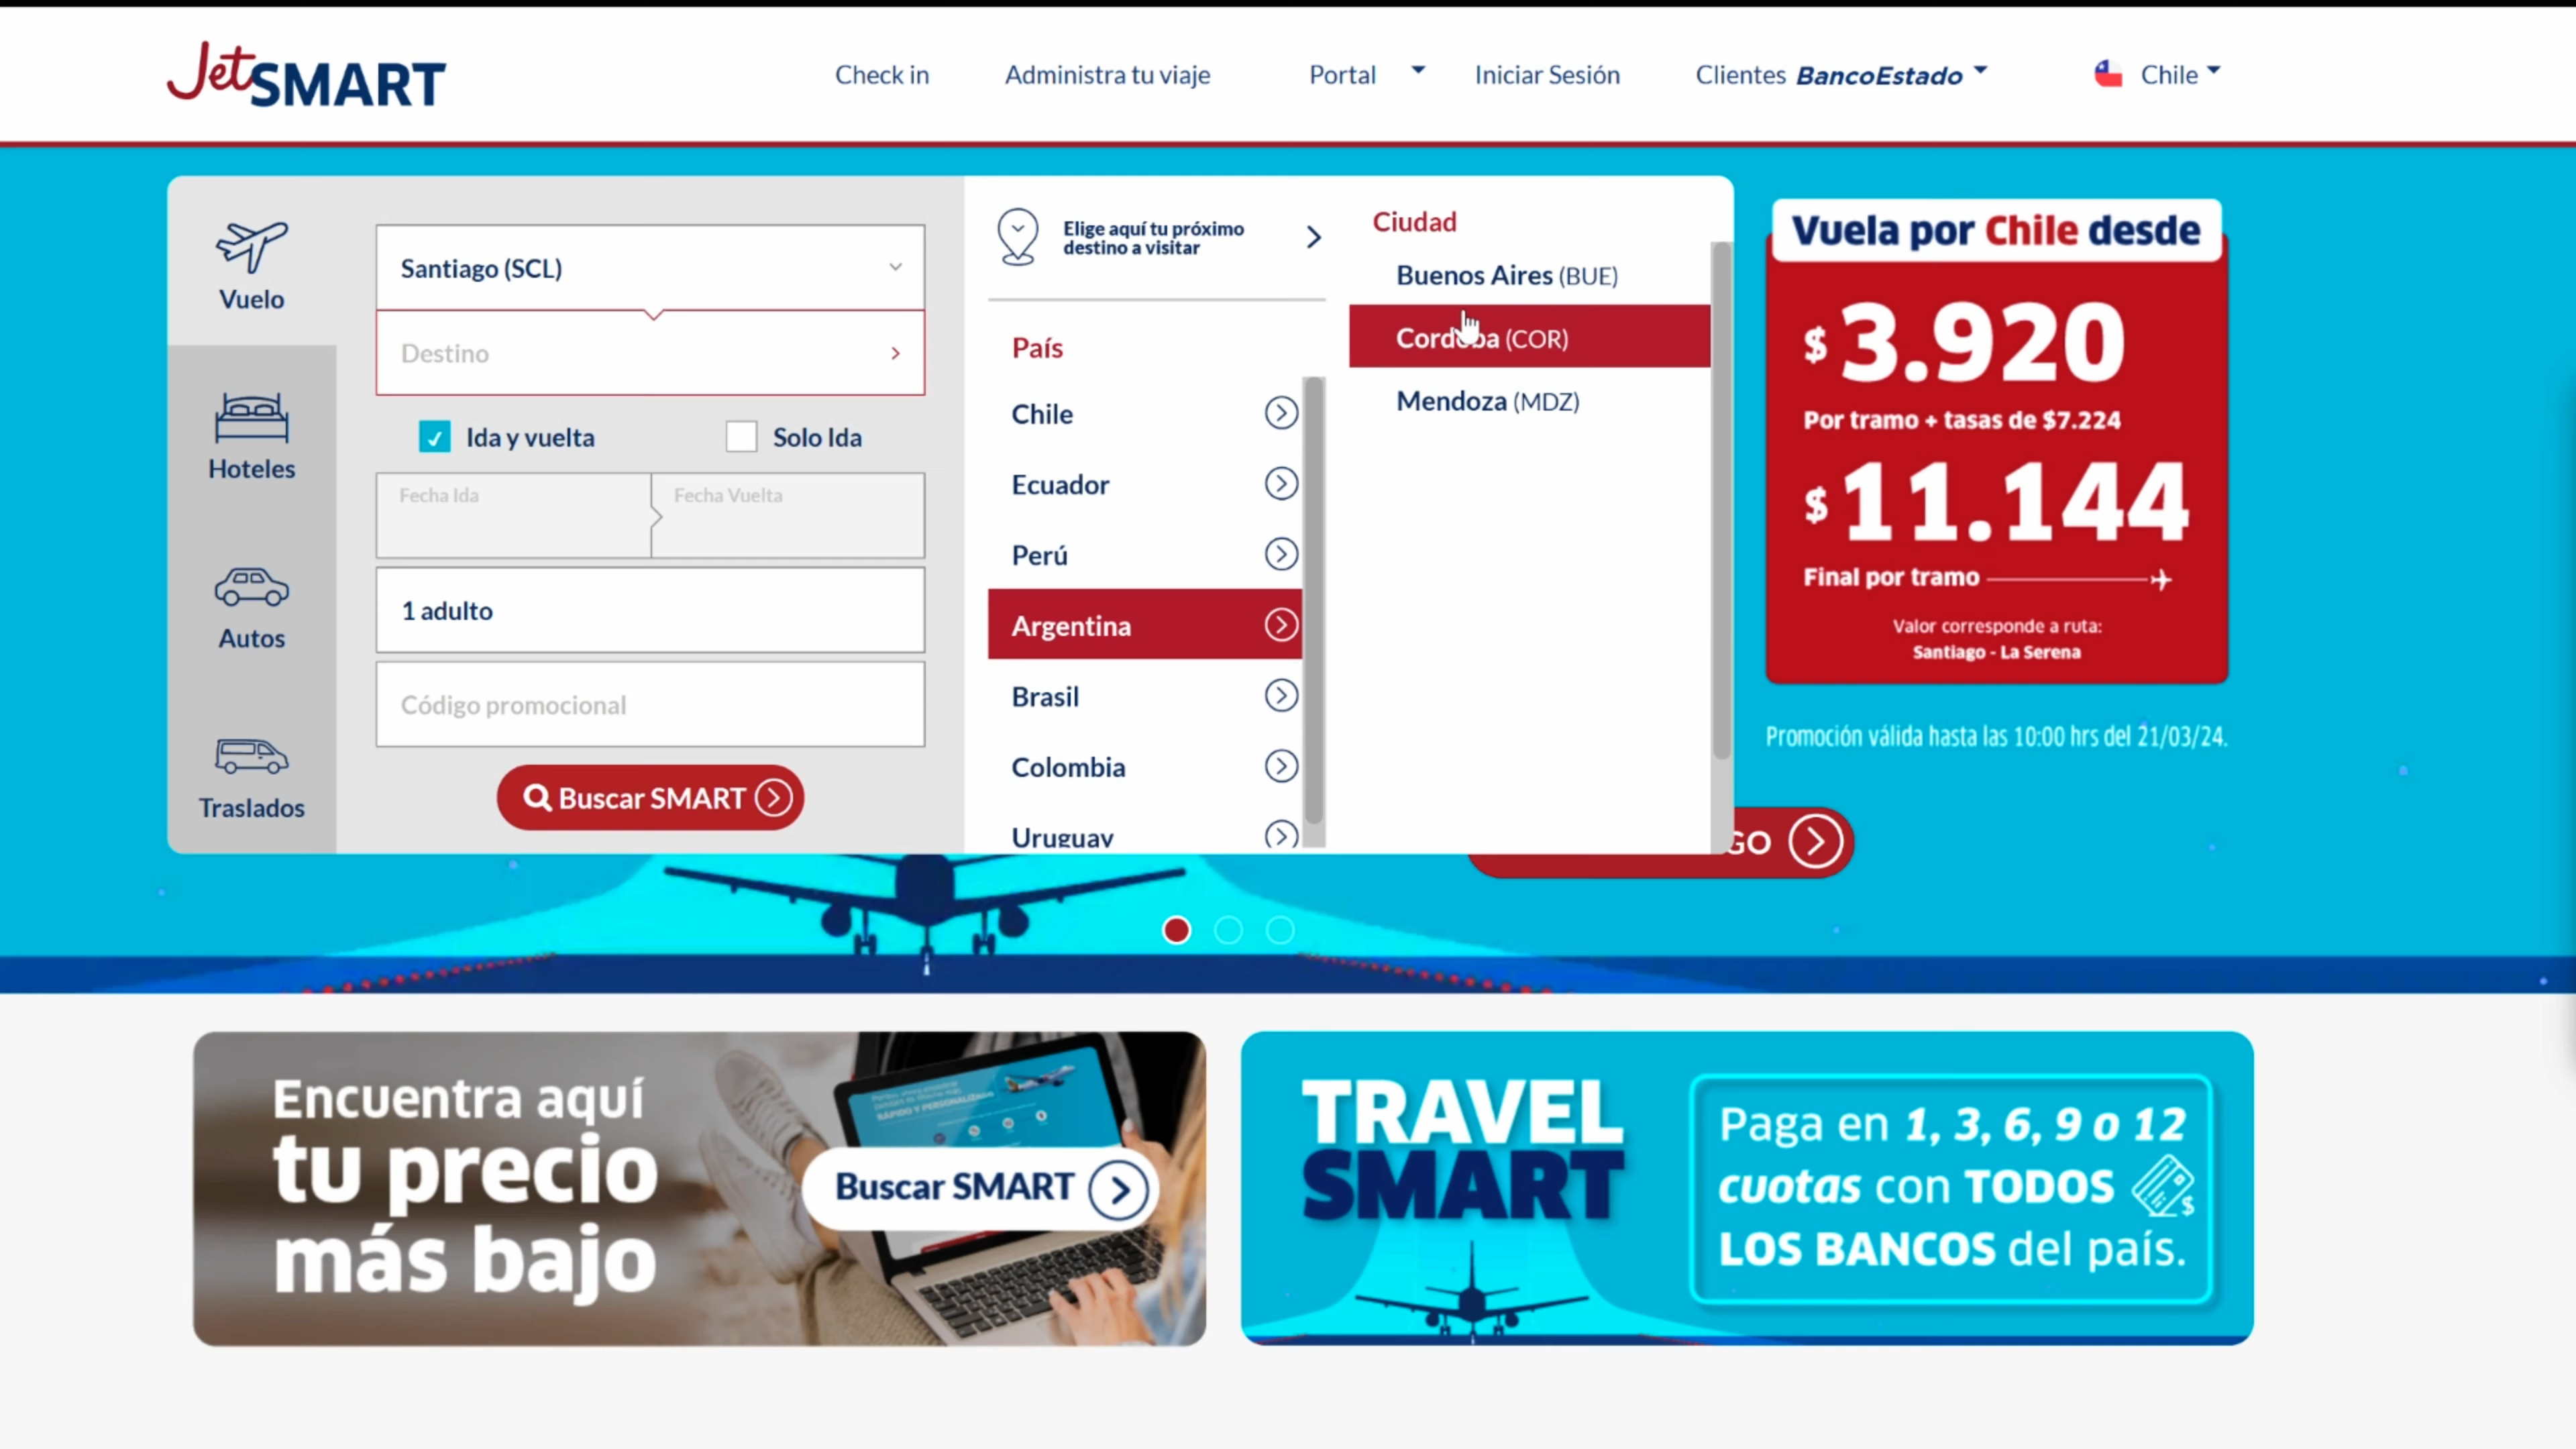 JetSMART
Check in
Administra tu viaje
Portal
Iniciar Sesión
Clientes BancoEstado
Chile
Vuelo
Hoteles
Autos
Traslados
Santiago (SCL)
Destino
Ida y vuelta
Solo Ida
Fecha Ida
Fecha Vuelta
1 adulto
Código promocional
Buscar SMART
Elige aquí tu próximo
destino a visitar
País
Chile
Ecuador
Perú
Argentina
Brasil
Colombia
Uruguay
Ciudad
Buenos Aires (BUE)
Cordoba (COR)
Mendoza (MDZ)
Vuela por Chile desde
$ 3.920
Por tramo + tasas de $7.224
$ 11.144
Final por tramo
Valor corresponde a ruta:
Santiago - La Serena
Promoción válida hasta las 10:00 hrs del 21/03/24.
GO
Encuentra aquí
tu precio
más bajo
RÁPIDO Y PERSONALIZADO
Buscar SMART
TRAVEL
SMART
Paga en 1, 3, 6, 9 o 12
cuotas con TODOS
LOS BANCOS del país.